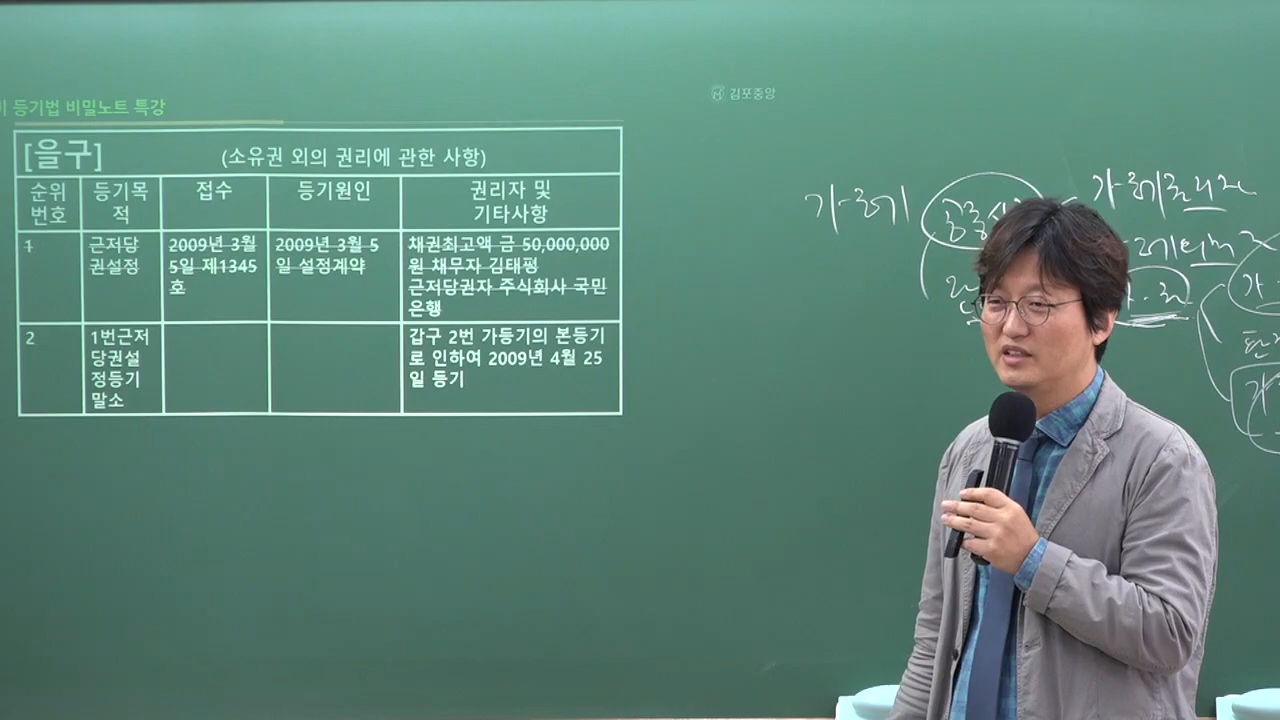 등기법 비밀노트 특강
김포중앙
[을구] (소유권 외의 권리에 관한 사항)
순위
번호
등기목
적
접수
등기원인
권리자 및
기타사항
1
근저당
권설정
2009년 3월
5일 제1345
호
2009년 3월 5
일 설정계약
채권최고액 금 50,000,000
원 채무자 김태평
근저당권자 주식회사 국민
은행
2
1번근저
당권설
정등기
말소
갑구 2번 가등기의 본등기
로 인하여 2009년 4월 25
일 등기